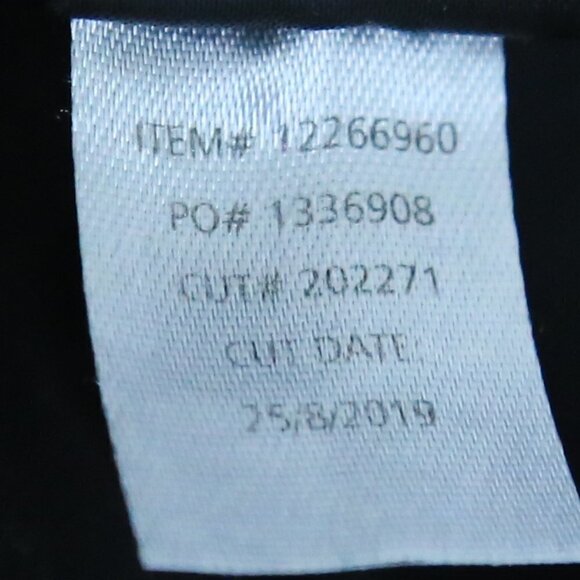 ITEM# 12266960
PO# 1336908
CUT# 202271
CUT DATE:
25/8/2019